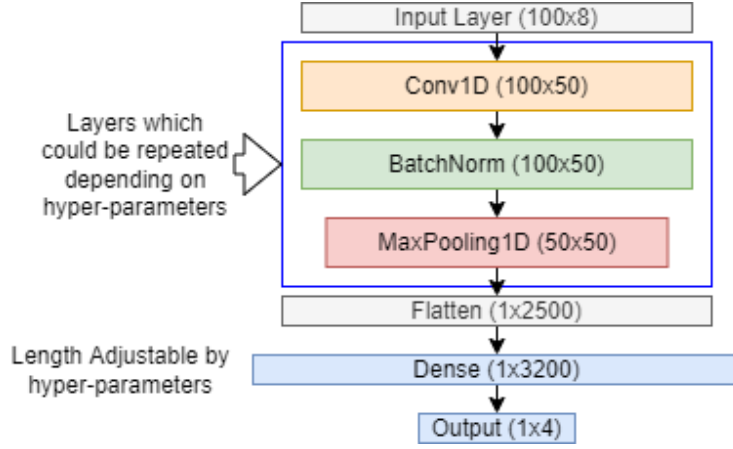 Input Layer (100x8)
Conv1D (100x50)
Layers which
could be repeated
depending on
hyper-parameters
BatchNorm (100x50)
MaxPooling1D (50x50)
Flatten (1x2500)
Length Adjustable by
hyper-parameters
Dense (1x3200)
Output (1x4)